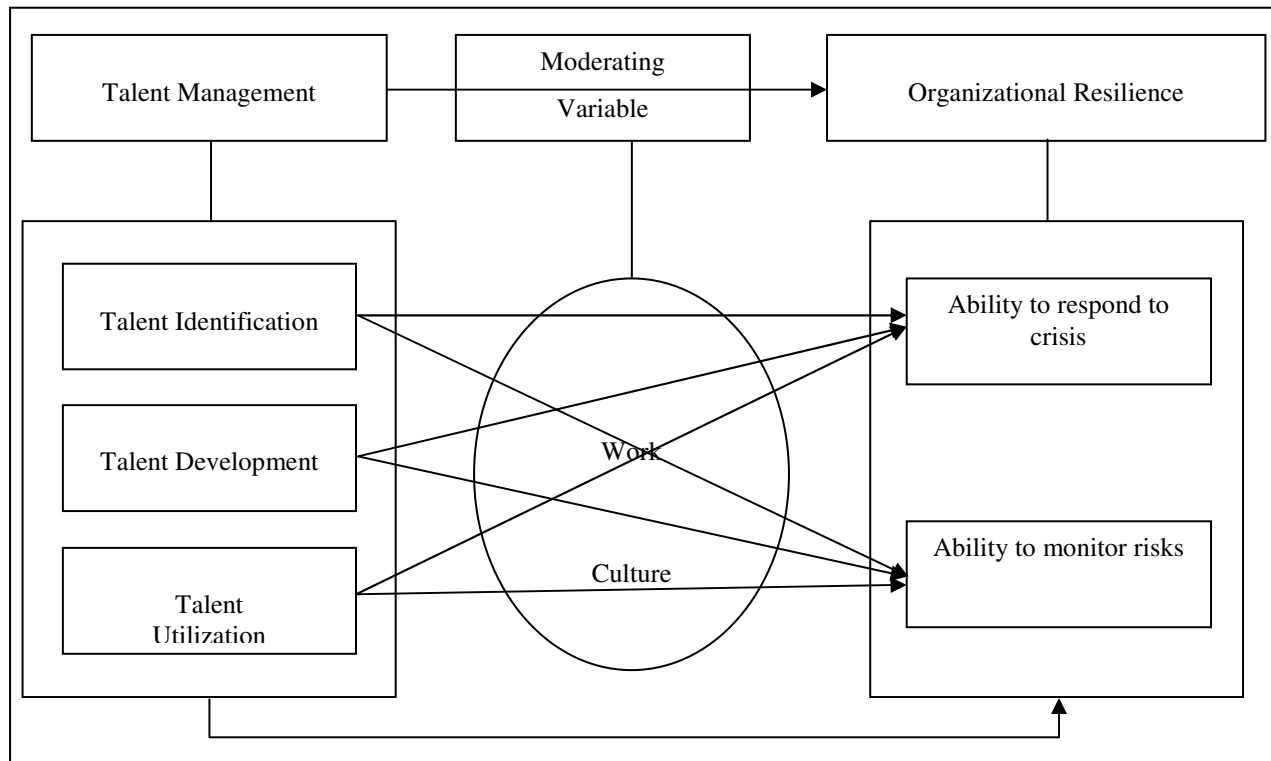 Talent Management
Moderating
Variable
Organizational Resilience
Talent Identification
Talent Development
Talent
Utilization
Work
Culture
Ability to respond to
crisis
Ability to monitor risks